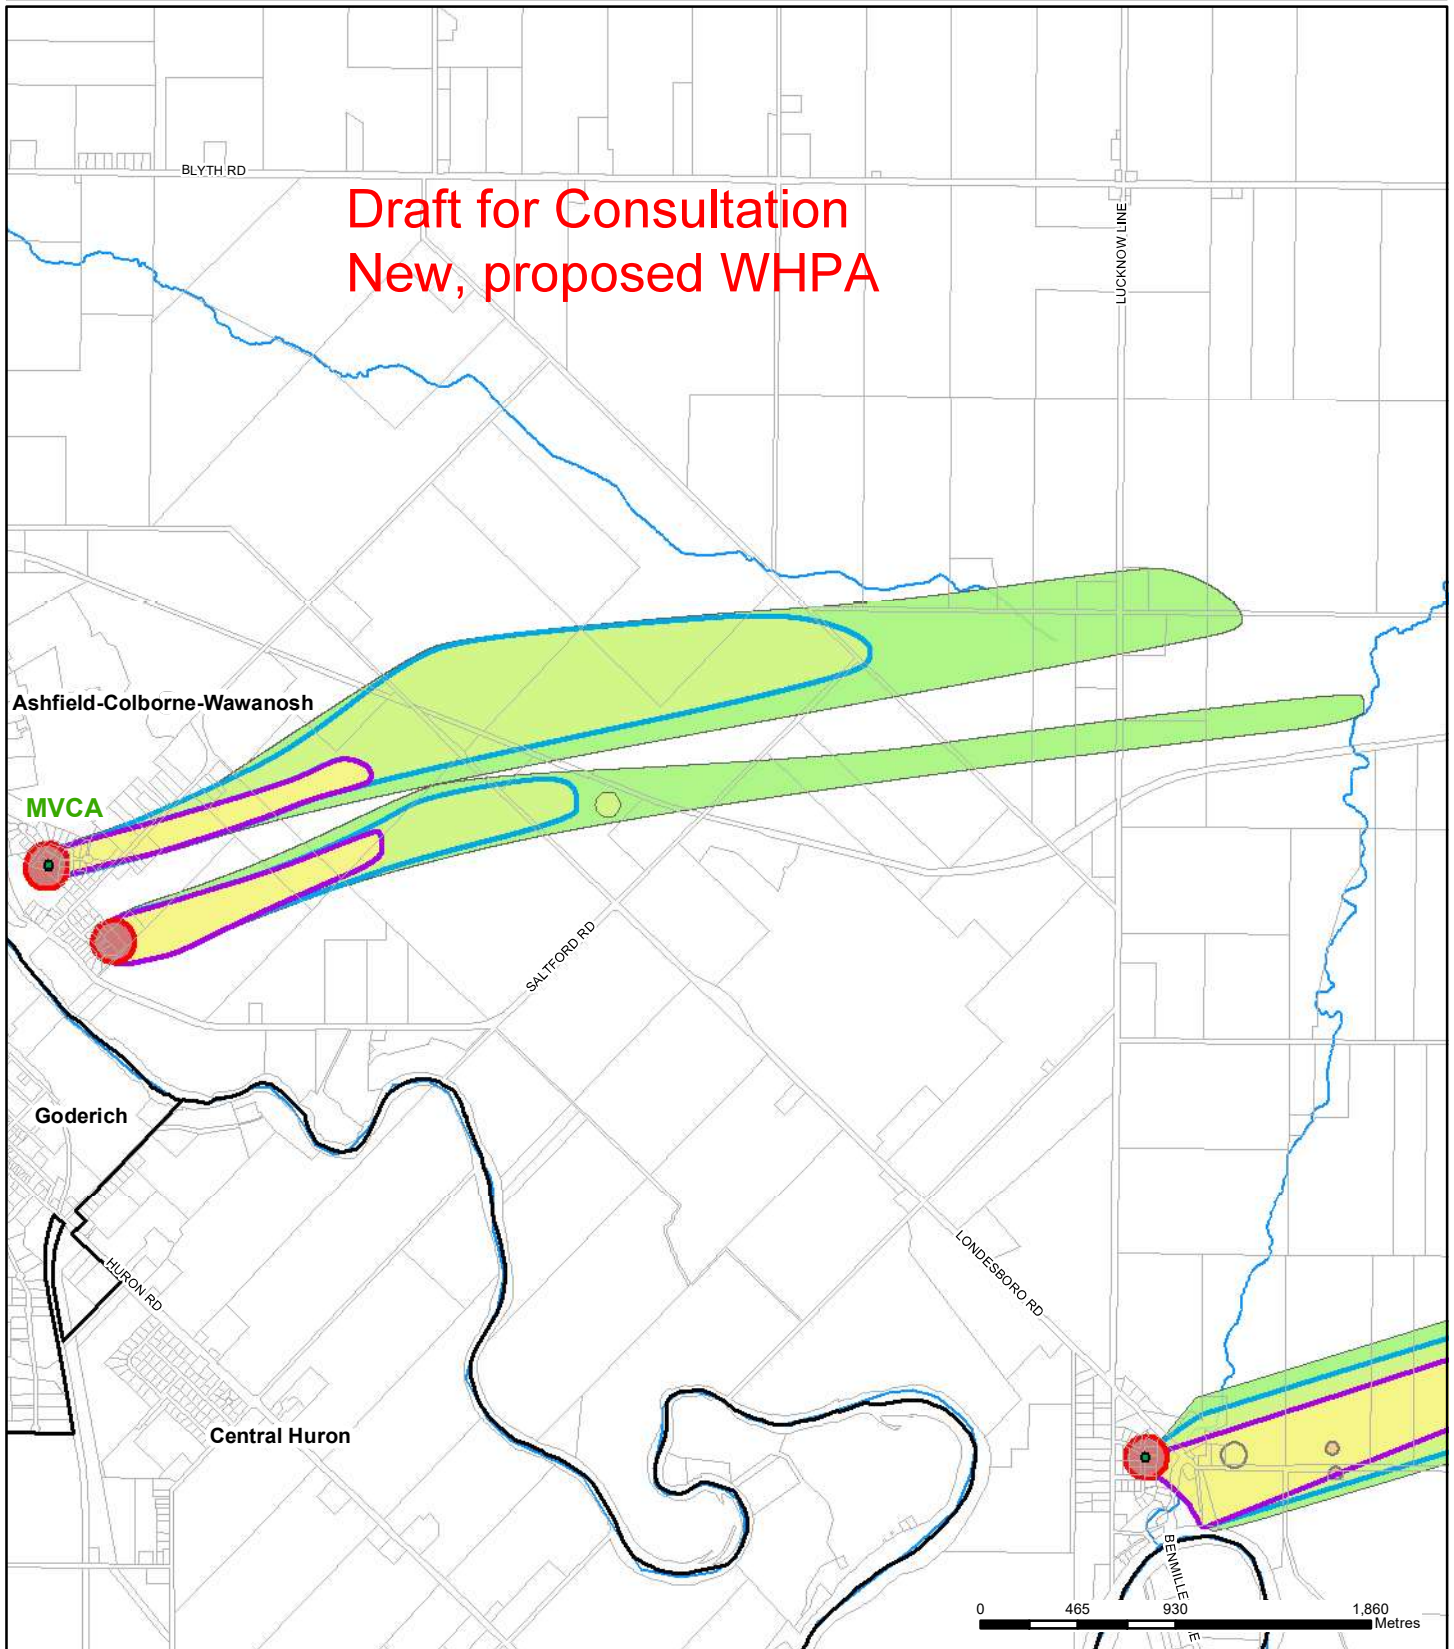 BLYTH RD
Draft for Consultation
New, proposed WHPA
LUCKNOW LINE
Ashfield-Colborne-Wawanosh
MVCA
SALTFORD RD
Goderich
HURON RD
LONDESBORO RD
Central Huron
BENMILLE
0 465 930 1,860
Metres